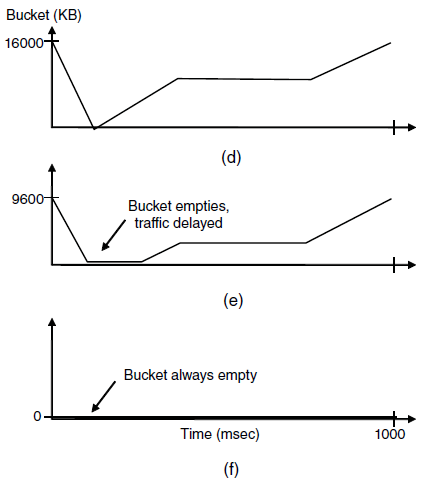 Bucket (KB)
16000
(d)
9600
Bucket empties,
traffic delayed
(e)
Bucket always empty
0
Time (msec)
1000
(f)